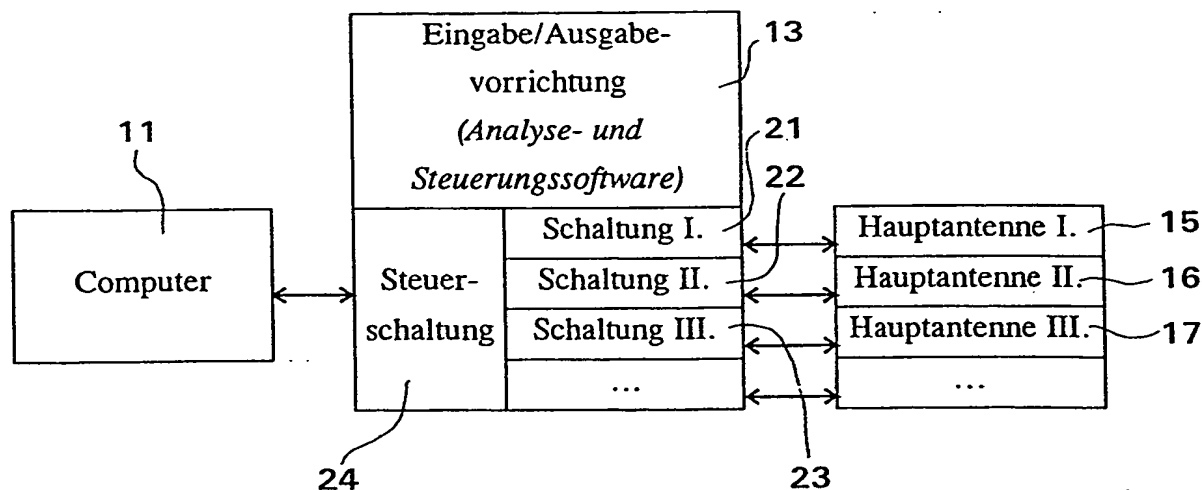 Eingabe/Ausgabe-
vorrichtung
(Analyse- und
Steuerungssoftware)
13
11
21
22
Computer
Steuer-
schaltung
Schaltung I.
Schaltung II.
Schaltung III.
...
Hauptantenne I.
Hauptantenne II.
Hauptantenne III.
...
15
16
17
24
23